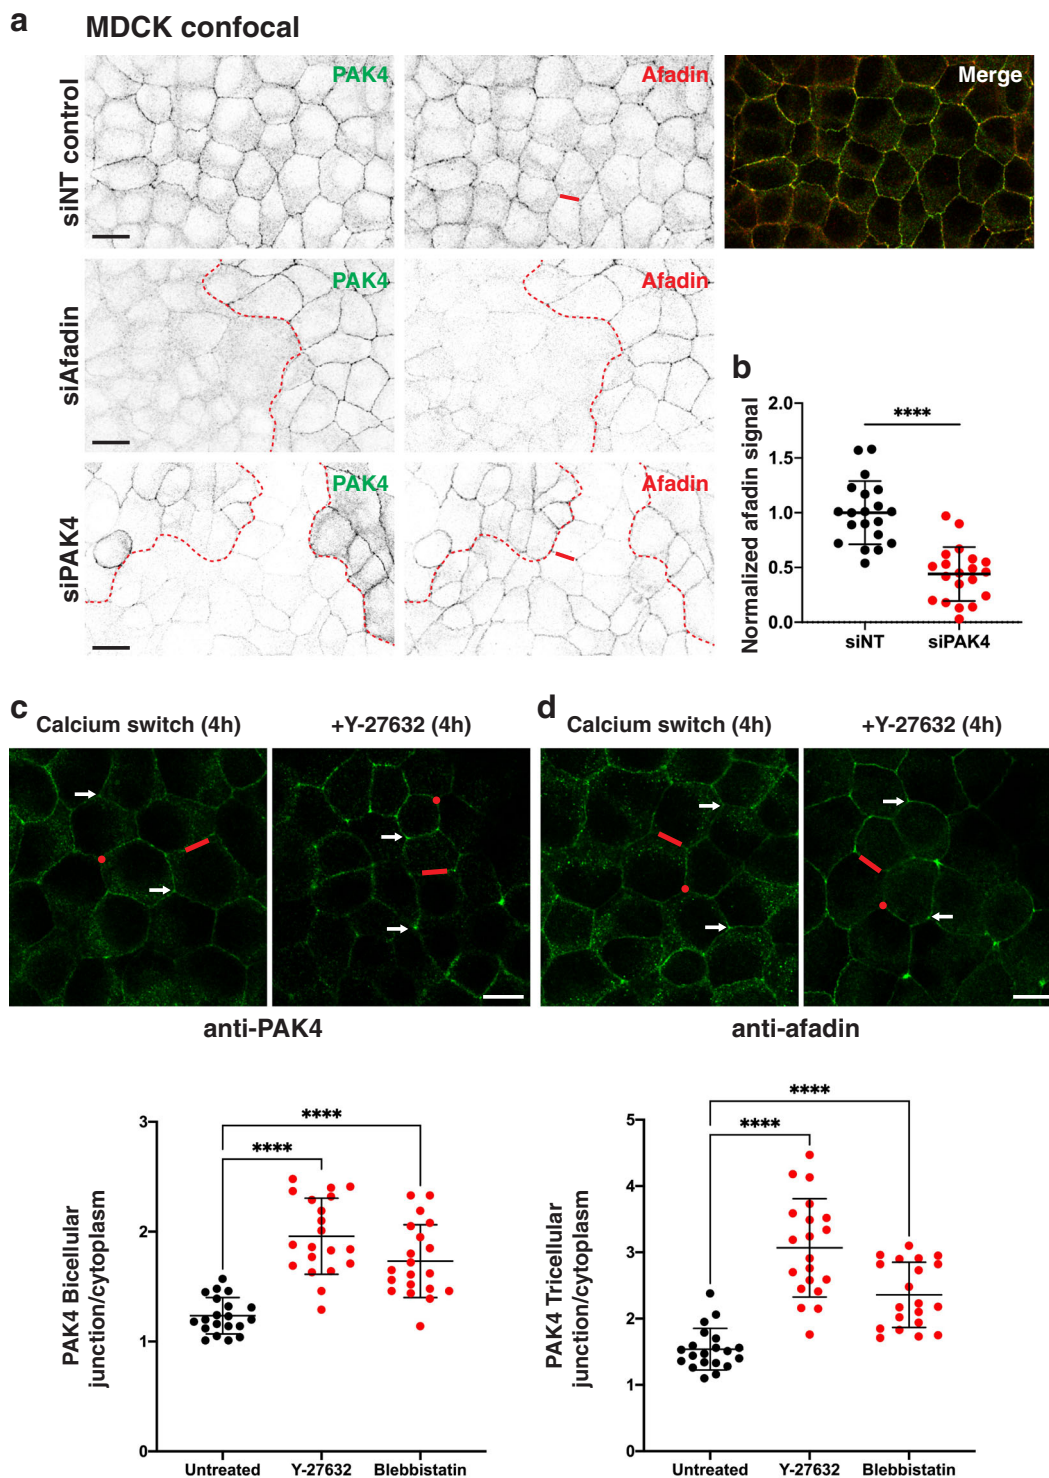 a
MDCK confocal
siNT control
PAK4
Afadin
Merge
siAfadin
PAK4
Afadin
siPAK4
PAK4
Afadin
b
Normalized afadin signal
2.0
1.5
1.0
0.5
0.0
****
siNT
siPAK4
c
Calcium switch (4h)
+Y-27632 (4h)
anti-PAK4
d
Calcium switch (4h)
+Y-27632 (4h)
anti-afadin
PAK4 Bicellular
junction/cytoplasm
3
2
1
0
****
****
Untreated
Y-27632
Blebbistatin
PAK4 Tricellular
junction/cytoplasm
5
4
3
2
1
0
****
****
Untreated
Y-27632
Blebbistatin